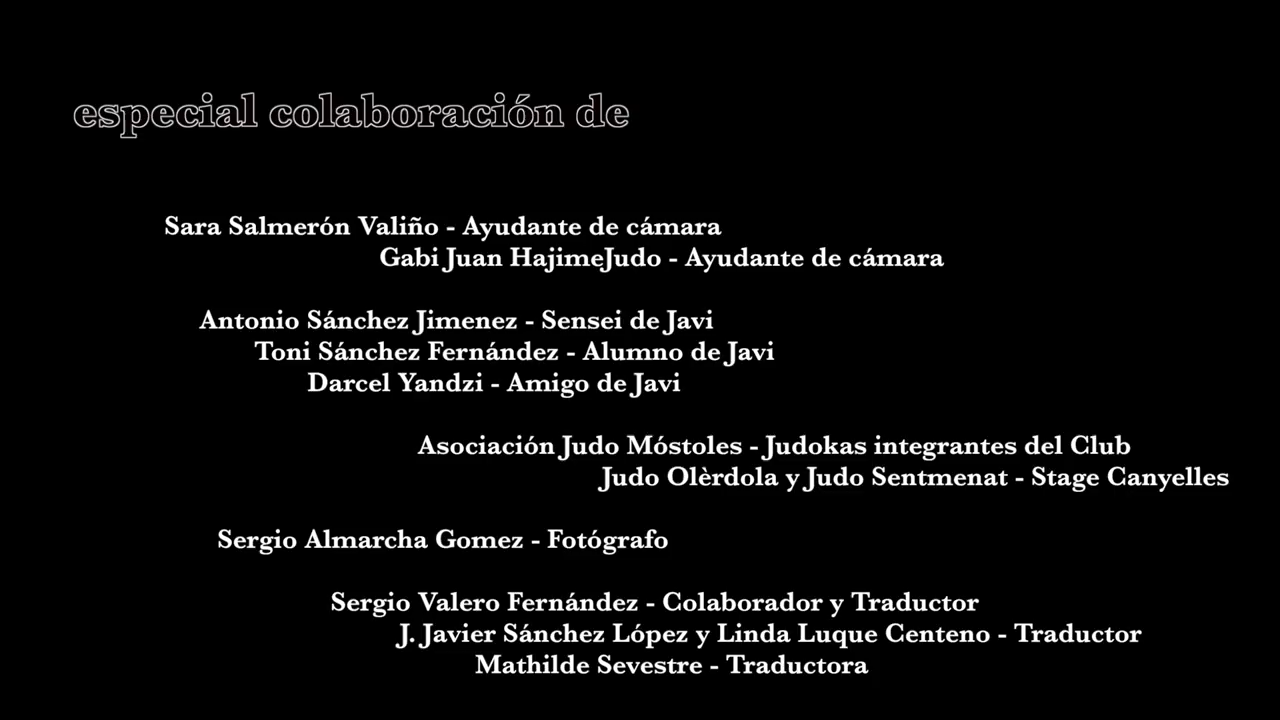 especial colaboración de
Sara Salmerón Valiño - Ayudante de cámara
Gabi Juan HajimeJudo - Ayudante de cámara
Antonio Sánchez Jimenez - Sensei de Javi
Toni Sánchez Fernández - Alumno de Javi
Darcel Yandzi - Amigo de Javi
Asociación Judo Móstoles - Judokas integrantes del Club
Judo Olèrdola y Judo Sentmenat - Stage Canyelles
Sergio Almarcha Gomez - Fotógrafo
Sergio Valero Fernández - Colaborador y Traductor
J. Javier Sánchez López y Linda Luque Centeno - Traductor
Mathilde Sevestre - Traductora